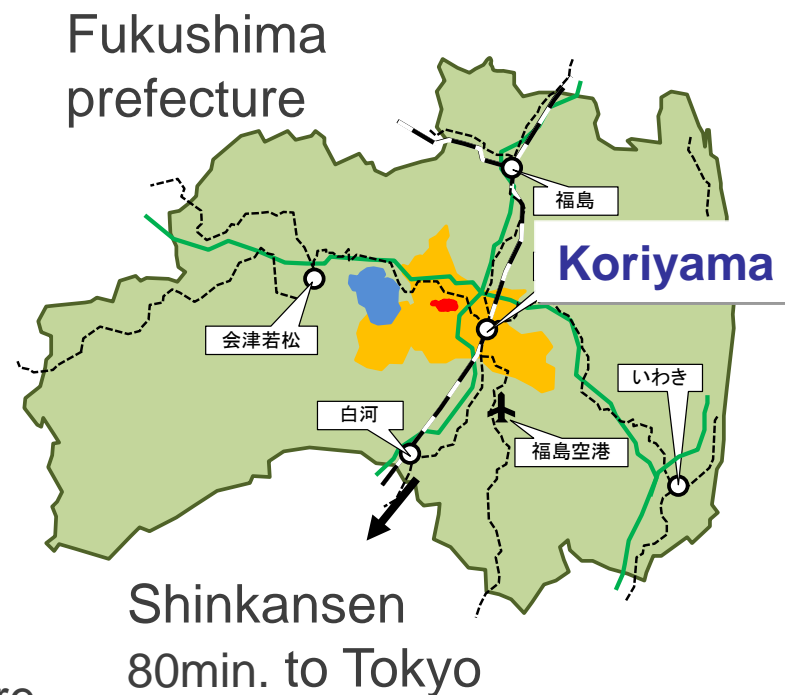 Fukushima
prefecture
福島
Koriyama
会津若松
いわき
白河
福島空港
Shinkansen
80min. to Tokyo